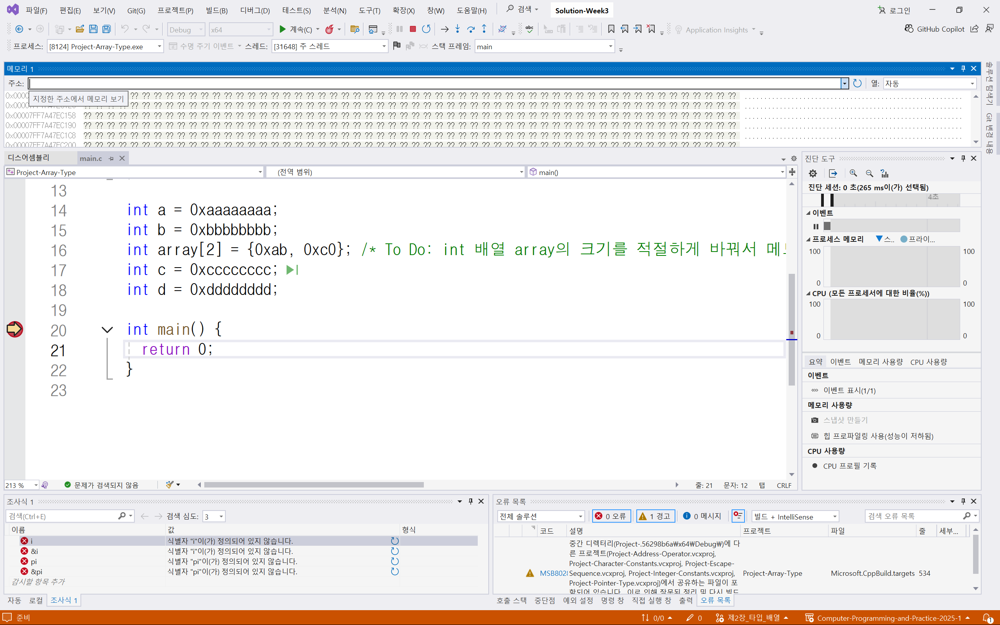 파일(F) 편집(E) 보기(V) Git(G) 프로젝트(P) 빌드(B) 디버그(D) 테스트(S) 분석(N) 도구(T) 확장(X) 창(W) 도움말(H) 검색 Solution-Week3 로그인
Debug x64 계속(C) Application Insights GitHub Copilot
프로세스: [8124] Project-Array-Type.exe 수명 주기 이벤트 스레드: [31648] 주 스레드 스택 프레임: main
메모리 1
주소: 열: 자동
지정한 주소에서 메모리 보기
0x00007FF7A47EC158 ?? ?? ?? ?? ?? ?? ?? ?? ?? ?? ?? ?? ?? ?? ?? ?? ?? ?? ?? ?? ?? ?? ?? ?? ?? ?? ?? ?? ?? ?? ?? ?? ?? ?? ?? ?? ?? ?? ?? ?? ?? ?? ?? ?? ?? ?? ?? ?? ?? ?? ?? ?? ?? ?? ?? ?? ........................................................
0x00007FF7A47EC190 ?? ?? ?? ?? ?? ?? ?? ?? ?? ?? ?? ?? ?? ?? ?? ?? ?? ?? ?? ?? ?? ?? ?? ?? ?? ?? ?? ?? ?? ?? ?? ?? ?? ?? ?? ?? ?? ?? ?? ?? ?? ?? ?? ?? ?? ?? ?? ?? ?? ?? ?? ?? ?? ?? ?? ?? ........................................................
0x00007FF7A47EC1C8 ?? ?? ?? ?? ?? ?? ?? ?? ?? ?? ?? ?? ?? ?? ?? ?? ?? ?? ?? ?? ?? ?? ?? ?? ?? ?? ?? ?? ?? ?? ?? ?? ?? ?? ?? ?? ?? ?? ?? ?? ?? ?? ?? ?? ?? ?? ?? ?? ?? ?? ?? ?? ?? ?? ?? ?? ........................................................
0x00007FF7A47EC200
솔루션 탐색기
Git 변경 내용
디스어셈블리 main.c
Project-Array-Type (전역 범위) main()
13
14 int a = 0xaaaaaaaa;
15 int b = 0xbbbbbbbb;
16 int array[2] = {0xab, 0xc0}; /* To Do: int 배열 array의 크기를 적절하게 바꿔서
17 int c = 0xcccccccc;
18 int d = 0xdddddddd;
19
20 int main() {
21 return 0;
22 }
23
213 % 문제가 검색되지 않음 줄: 21 문자: 12 탭 CRLF
진단 도구
진단 세션: 0 초(265 ms이(가) 선택됨)
4초
이벤트
프로세스 메모리 스.. 프라이...
100 100
0 0
CPU (모든 프로세서에 대한 비율(%))
100 100
0 0
요약 이벤트 메모리 사용량 CPU 사용량
이벤트
이벤트 표시(1/1)
메모리 사용량
스냅샷 만들기
힙 프로파일링 사용(성능이 저하됨)
CPU 사용량
CPU 프로필 기록
조사식 1
검색(Ctrl+E) 검색 심도: 3
이름 값 형식
i 식별자 "i"이(가) 정의되어 있지 않습니다.
&i 식별자 "i"이(가) 정의되어 있지 않습니다.
pi 식별자 "pi"이(가) 정의되어 있지 않습니다.
&pi 식별자 "pi"이(가) 정의되어 있지 않습니다.
감시할 항목 추가
자동 로컬 조사식 1
오류 목록
전체 솔루션 0 오류 1 경고 0 메시지 빌드 + IntelliSense 검색 오류 목록
코드 설명 프로젝트 파일 줄 세부...
중간 디렉터리(Project-.56298b6a\x64\Debug\)에 다
른 프로젝트(Project-Address-Operator.vcxproj,
Project-Character-Constants.vcxproj, Project-Escape-
MSB8028 Sequence.vcxproj, Project-Integer-Constants.vcxproj, Project-Array-Type Microsoft.CppBuild.targets 534
Project-Pointer-Type.vcxproj)에서 공유하는 파일이 포
함되어 있습니다. 이로 인해 잘못된 정리 및 다시 빌드
호출 스택 중단점 예외 설정 명령 창 직접 실행 창 출력 오류 목록
준비 0/0 0 제2장_타입_배열 Computer-Programming-and-Practice-2025-1 1